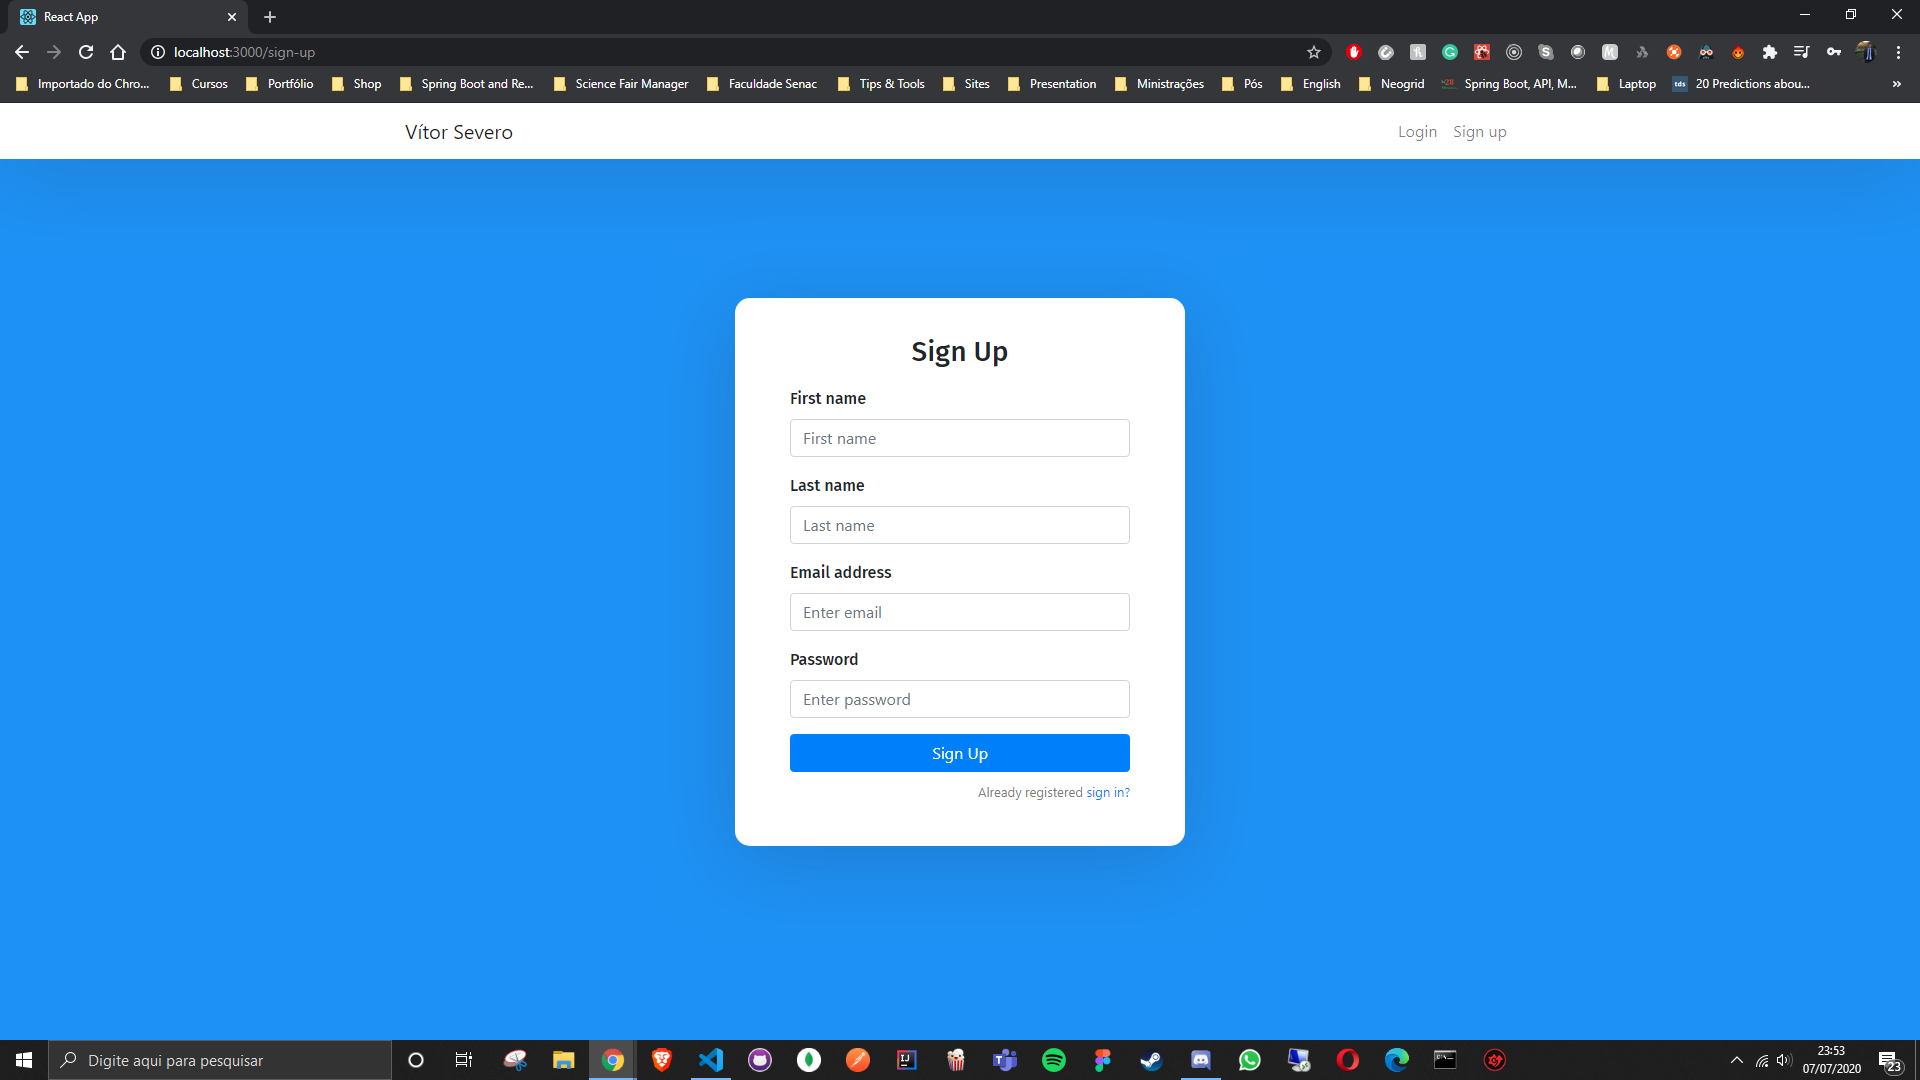 React App
localhost:3000/sign-up
Importado do Chro... Cursos Portfólio Shop Spring Boot and Re... Science Fair Manager Faculdade Senac Tips & Tools Sites Presentation Ministrações Pós English Neogrid Spring Boot, API, M... Laptop tds 20 Predictions abou... »
Vítor Severo Login Sign up
Sign Up
First name
First name
Last name
Last name
Email address
Enter email
Password
Enter password
Sign Up
Already registered sign in?
Digite aqui para pesquisar
23:53
07/07/2020
23